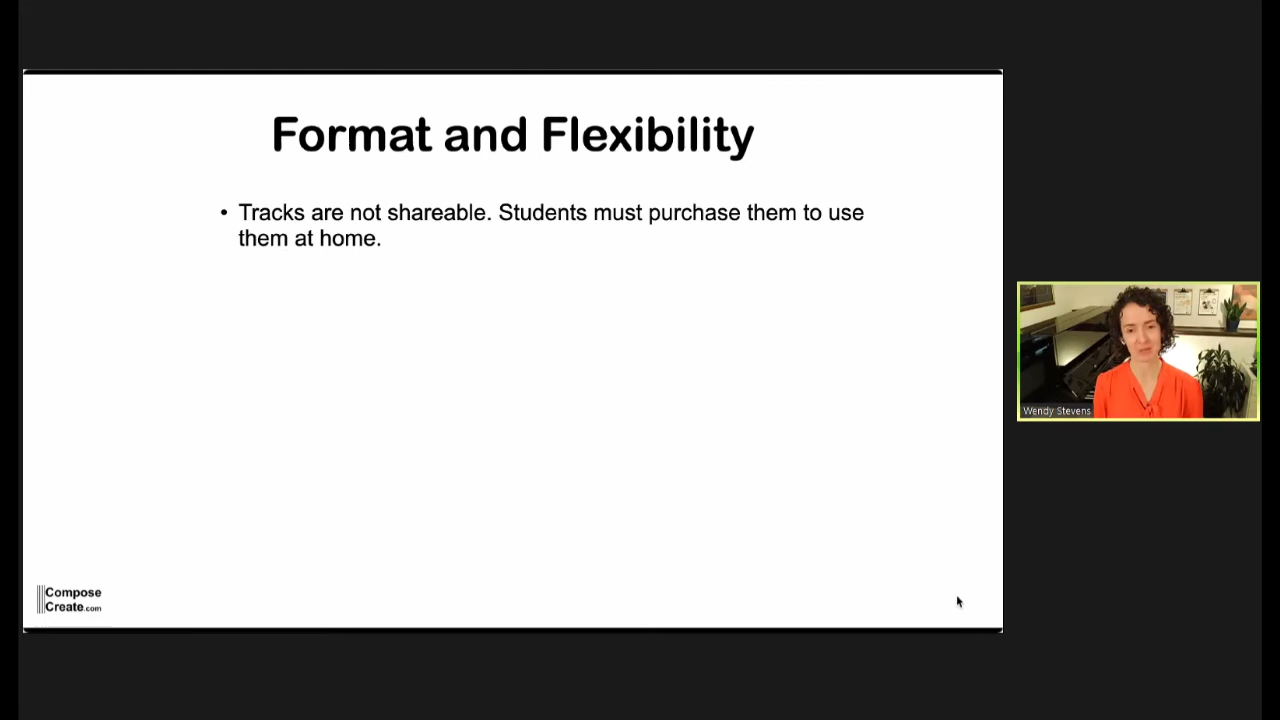 Format and Flexibility
• Tracks are not shareable. Students must purchase them to use
them at home.
Wendy Stevens
Compose
Create.com